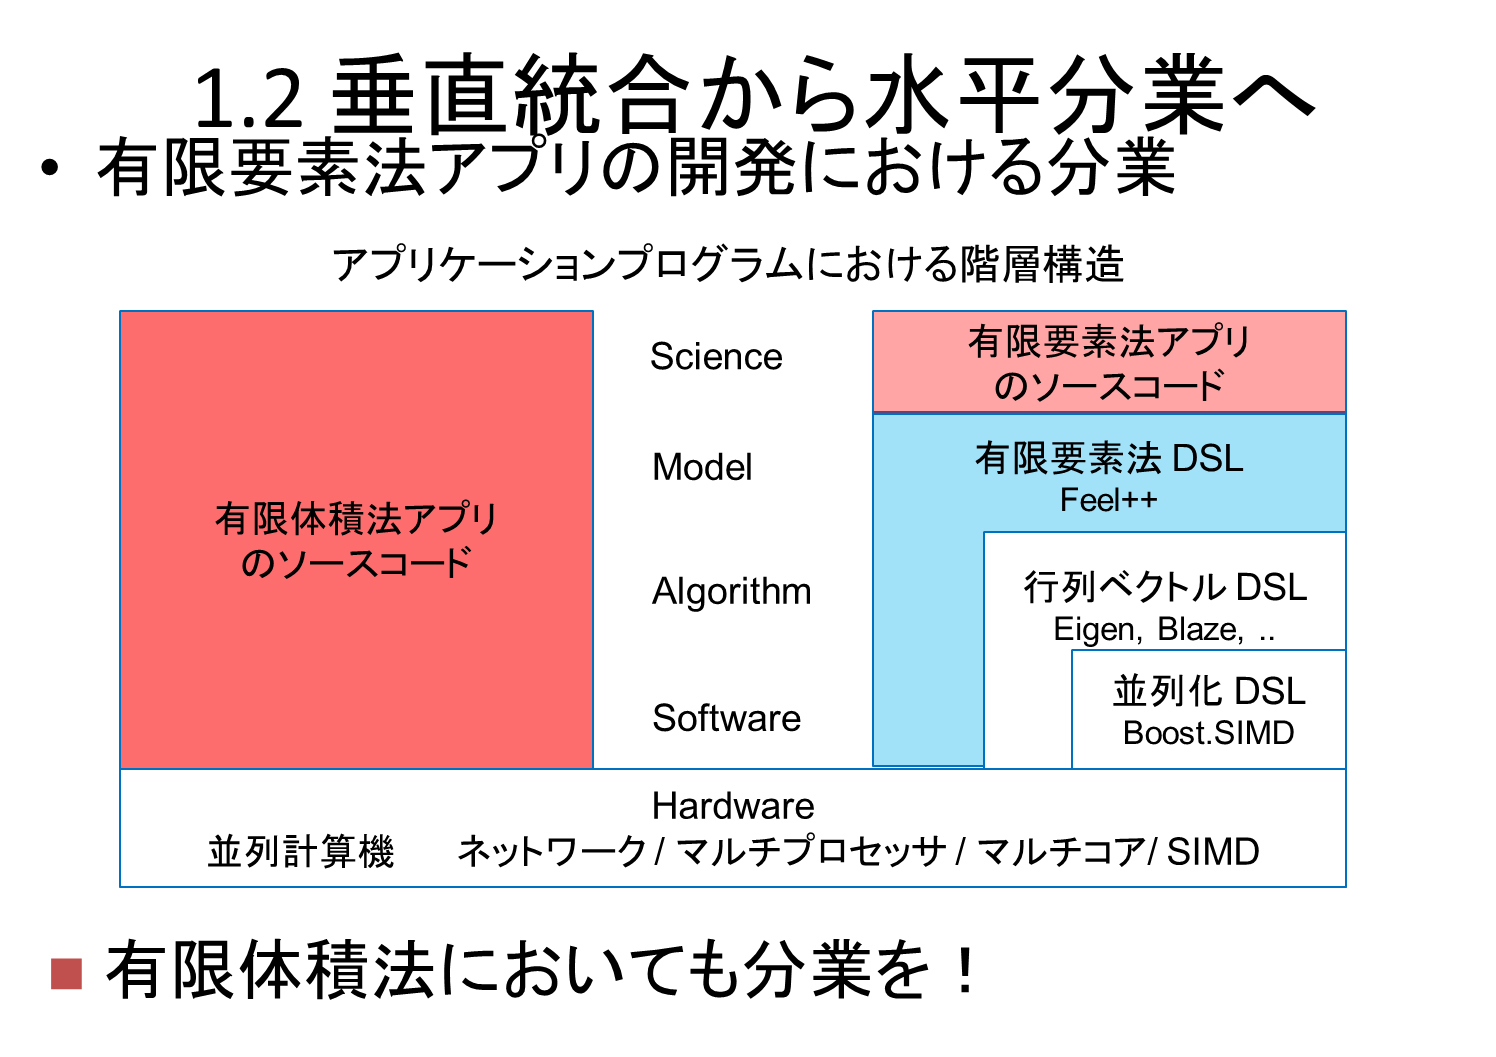 1.2 垂直統合から水平分業へ
• 有限要素法アプリの開発における分業
アプリケーションプログラムにおける階層構造
有限体積法アプリ
のソースコード
Science
Model
Algorithm
Software
有限要素法アプリ
のソースコード
有限要素法 DSL
Feel++
行列ベクトル DSL
Eigen, Blaze, ..
並列化 DSL
Boost.SIMD
Hardware
並列計算機 ネットワーク / マルチプロセッサ / マルチコア/ SIMD
■ 有限体積法においても分業を！